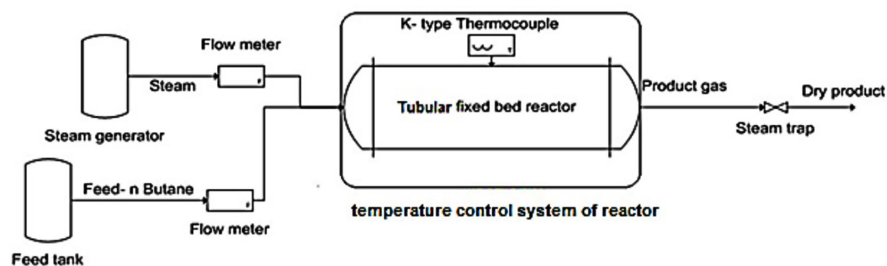 K- type Thermocouple
Flow meter
Steam
Steam generator
Tubular fixed bed reactor
Product gas
Dry product
Steam trap
Feed- n Butane
Flow meter
Feed tank
temperature control system of reactor